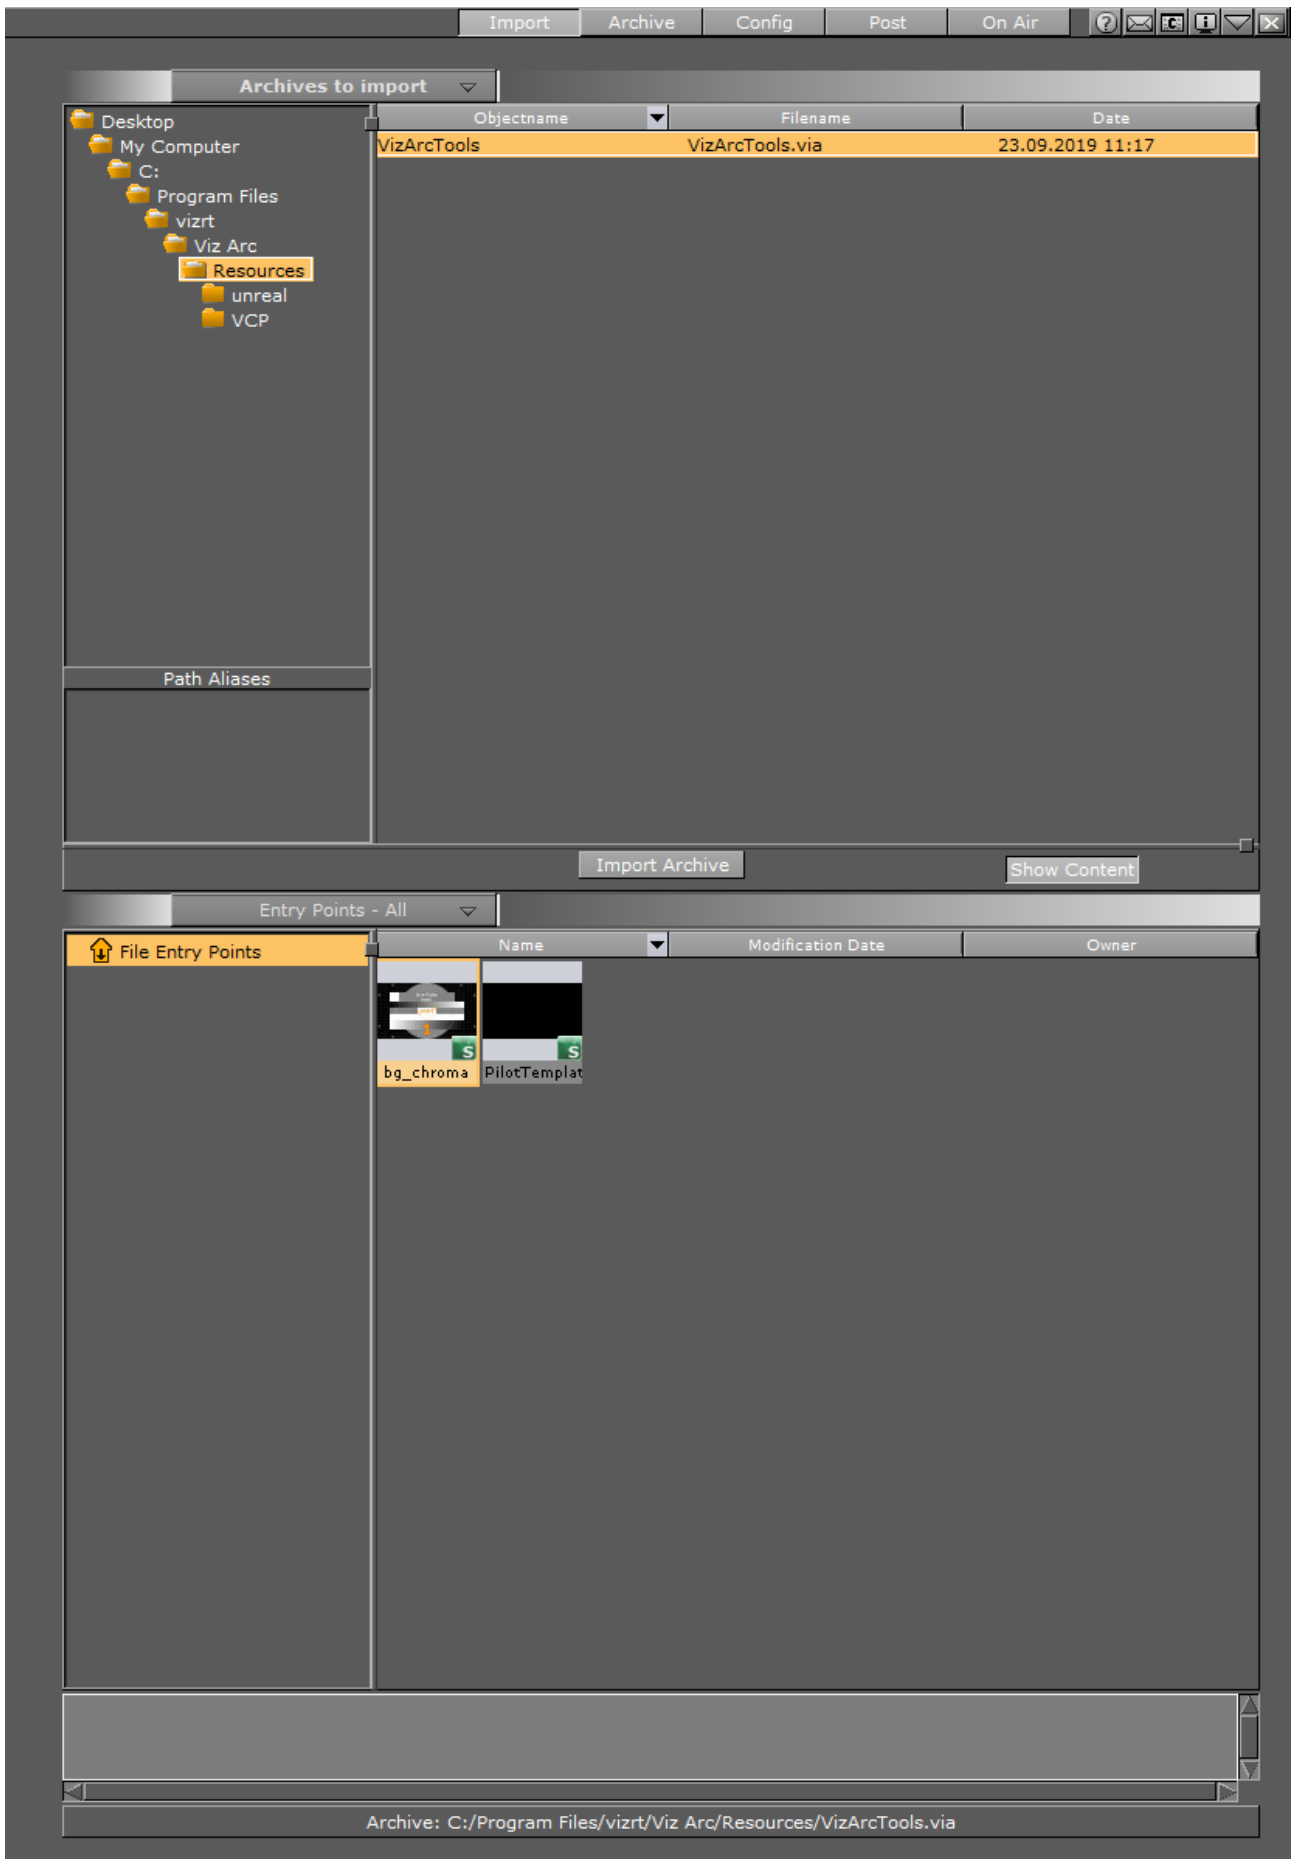 Import Archive Config Post On Air
Archives to import
Objectname Filename Date
VizArcTools VizArcTools.via 23.09.2019 11:17
Desktop
My Computer
C:
Program Files
vizrt
Viz Arc
Resources
unreal
VCP
Path Aliases
Import Archive Show Content
Entry Points - All
File Entry Points
Name Modification Date Owner
1
S S
bg_chroma PilotTemplat
Archive: C:/Program Files/vizrt/Viz Arc/Resources/VizArcTools.via